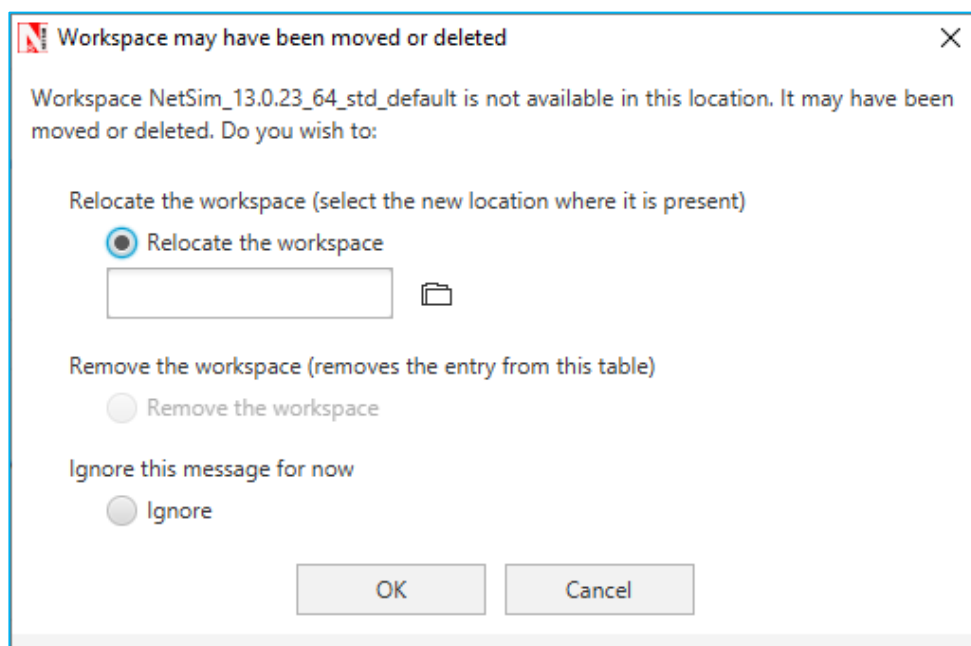 Workspace may have been moved or deleted
Workspace NetSim_13.0.23_64_std_default is not available in this location. It may have been
moved or deleted. Do you wish to:
Relocate the workspace (select the new location where it is present)
Relocate the workspace
Remove the workspace (removes the entry from this table)
Remove the workspace
Ignore this message for now
Ignore
OK Cancel